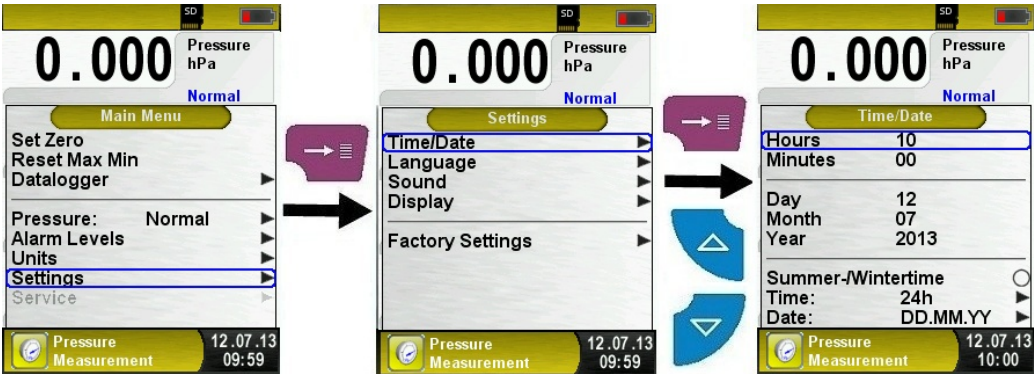 SD
0.000
Pressure
hPa
Normal
Main Menu
Set Zero
Reset Max Min
Datalogger
Pressure: Normal
Alarm Levels
Units
Settings
Service
Pressure
Measurement
12.07.13
09:59
SD
0.000
Pressure
hPa
Normal
Settings
Time/Date
Language
Sound
Display
Factory Settings
Pressure
Measurement
12.07.13
09:59
SD
0.000
Pressure
hPa
Normal
Time/Date
Hours 10
Minutes 00
Day 12
Month 07
Year 2013
Summer-/Wintertime
Time: 24h
Date: DD.MM.YY
Pressure
Measurement
12.07.13
10:00